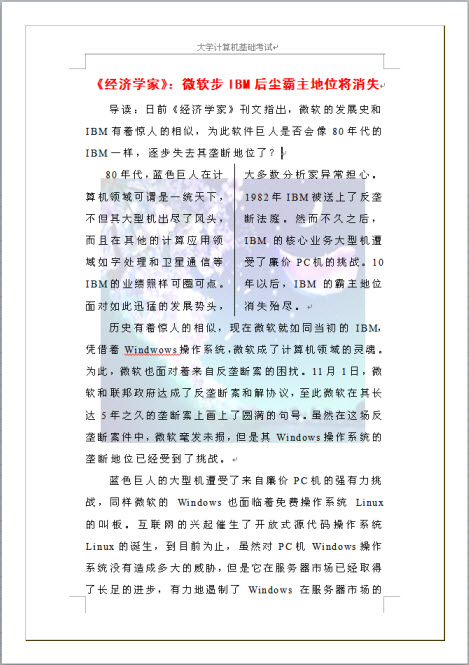 大学计算机基础考试
《经济学家》：微软步 IBM 后尘霸主地位将消失
导读：日前《经济学家》刊文指出，微软的发展史和
IBM 有着惊人的相似，为此软件巨人是否会像 80 年代的
IBM 一样，逐步失去其垄断地位了？
80 年代，蓝色巨人在计
算机领域可谓是一统天下，
不但其大型机出尽了风头，
而且在其他的计算应用领
域如字处理和卫星通信等
IBM 的业绩照样可圈可点。
面对如此迅猛的发展势头，
大多数分析家异常担心。
1982 年 IBM 被送上了反垄
断法庭。然而不久之后，
IBM 的核心业务大型机遭
受了廉价 PC 机的挑战。10
年以后，IBM 的霸主地位
消失殆尽。
历史有着惊人的相似，现在微软就如同当初的 IBM，
凭借着 Windwows 操作系统，微软成了计算机领域的灵魂。
为此，微软也面对着来自反垄断案的困扰。11 月 1 日，微
软和联邦政府达成了反垄断案和解协议，至此微软在其长
达 5 年之久的垄断案上画上了圆满的句号。虽然在这场反
垄断案件中，微软毫发未损，但是其 Windows 操作系统的
垄断地位已经受到了挑战。
蓝色巨人的大型机遭受了来自廉价 PC 机的强有力挑
战，同样微软的 Windows 也面临着免费操作系统 Linux
的叫板。互联网的兴起催生了开放式源代码操作系统
Linux 的诞生，到目前为止，虽然对 PC 机 Windows 操作
系统没有造成多大的威胁，但是它在服务器市场已经取得
了长足的进步，有力地遏制了 Windows 在服务器市场的